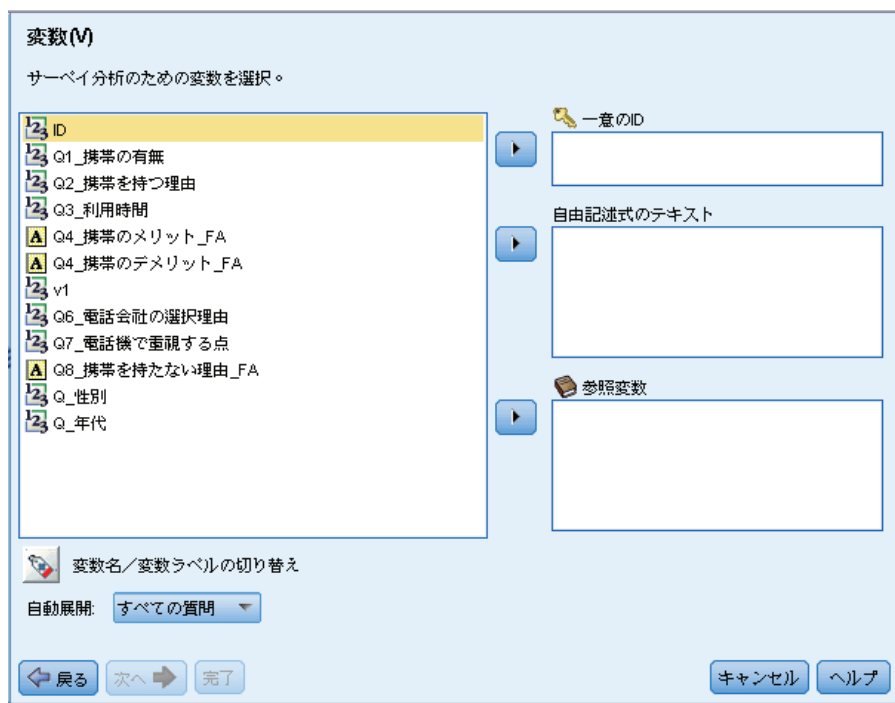 変数(V)
サーベイ分析のための変数を選択。
ID
Q1_携帯の有無
Q2_携帯を持つ理由
Q3_利用時間
Q4_携帯のメリット_FA
Q4_携帯のデメリット_FA
v1
Q6_電話会社の選択理由
Q7_電話機で重視する点
Q8_携帯を持たない理由_FA
Q_性別
Q_年代
一意のID
自由記述式のテキスト
参照変数
変数名/変数ラベルの切り替え
自動展開: すべての質問
戻る 次へ 完了 キャンセル ヘルプ